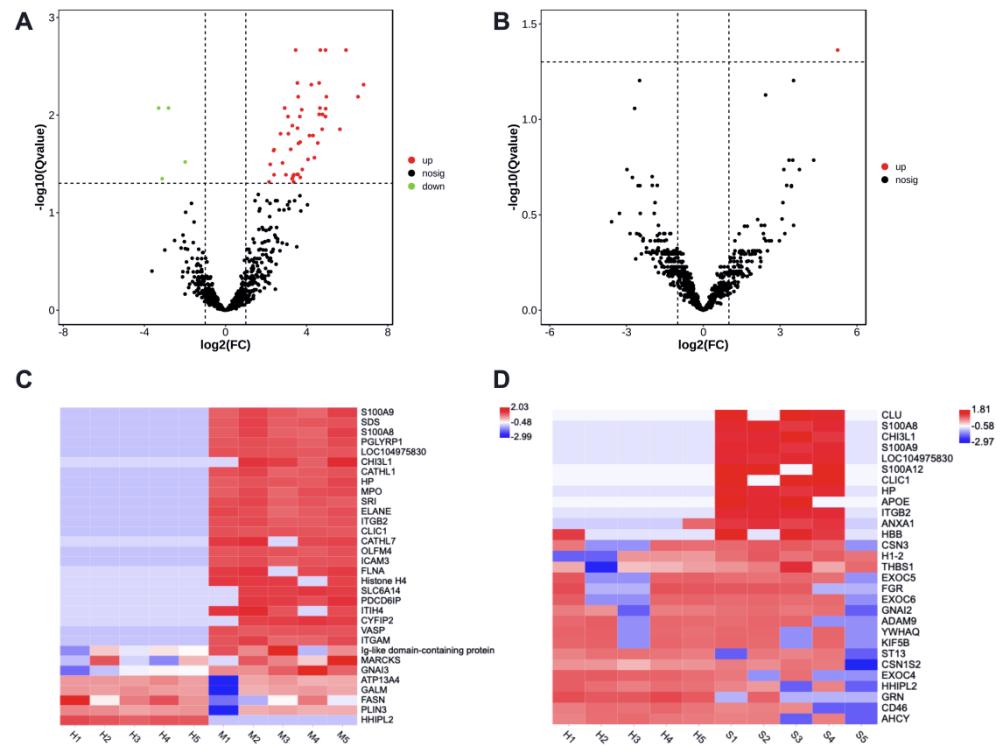 A
3
2
1
0
-log10(Qvalue)
-8
-4
0
4
8
log2(FC)
up
nosig
down
B
1.5
1.0
0.5
0.0
-log10(Qvalue)
-6
-3
0
3
6
log2(FC)
up
nosig
C
S100A9
SDS
S100A8
PGLYRP1
LOC104975830
CHI3L1
CATHL1
HP
MPO
SRI
ELANE
ITGB2
CLIC1
CATHL7
OLFM4
ICAM3
FLNA
Histone H4
SLC6A14
PDCD6IP
ITIH4
CYFIP2
VASP
ITGAM
Ig-like domain-containing protein
MARCKS
GNAI3
ATP13A4
GALM
FASN
PLIN3
HHIPL2
H1
H2
H3
H4
H5
M1
M2
M3
M4
M5
2.03
-0.48
-2.99
D
CLU
S100A8
CHI3L1
S100A9
LOC104975830
S100A12
CLIC1
HP
APOE
ITGB2
ANXA1
HBB
CSN3
H1-2
THBS1
EXOC5
FGR
EXOC6
GNAI2
ADAM9
YWHAQ
KIF5B
ST13
CSN1S2
EXOC4
HHIPL2
GRN
CD46
AHCY
H1
H2
H3
H4
H5
S1
S2
S3
S4
S5
1.81
-0.58
-2.97